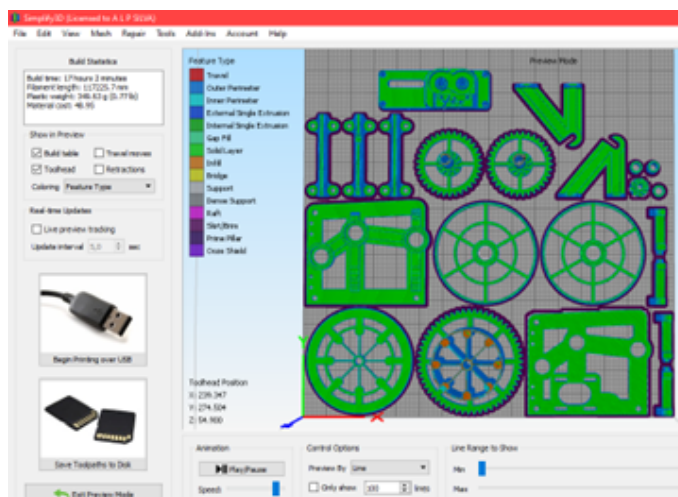 Simplify3D (Licensed to A L P SILVA)
File Edit View Mesh Repair Tools Add-Ins Account Help
Build Statistics
Build time: 17 hours 2 minutes
Filament length: 117225.7 mm
Plastic weight: 349.63 g (0.77 lb)
Material cost: 48.95
Show in Preview
Build table Travel moves
Toolhead Retractions
Coloring Feature Type
Real-time Updates
Live preview tracking
Update interval 5,0 sec
Begin Printing over USB
Save Toolpaths to Disk
Exit Preview Mode
Feature Type
Travel
Outer Perimeter
Inner Perimeter
External Single Extrusion
Internal Single Extrusion
Gap Fill
Solid Layer
Infill
Bridge
Support
Dense Support
Raft
Skirt/Brim
Prime Pillar
Ooze Shield
Preview Mode
Toolhead Position
X: 239.347
Y: 274.504
Z: 54.900
Animation
Play/Pause
Speed:
Control Options
Preview By Line
Only show 100 lines
Line Range to Show
Min
Max